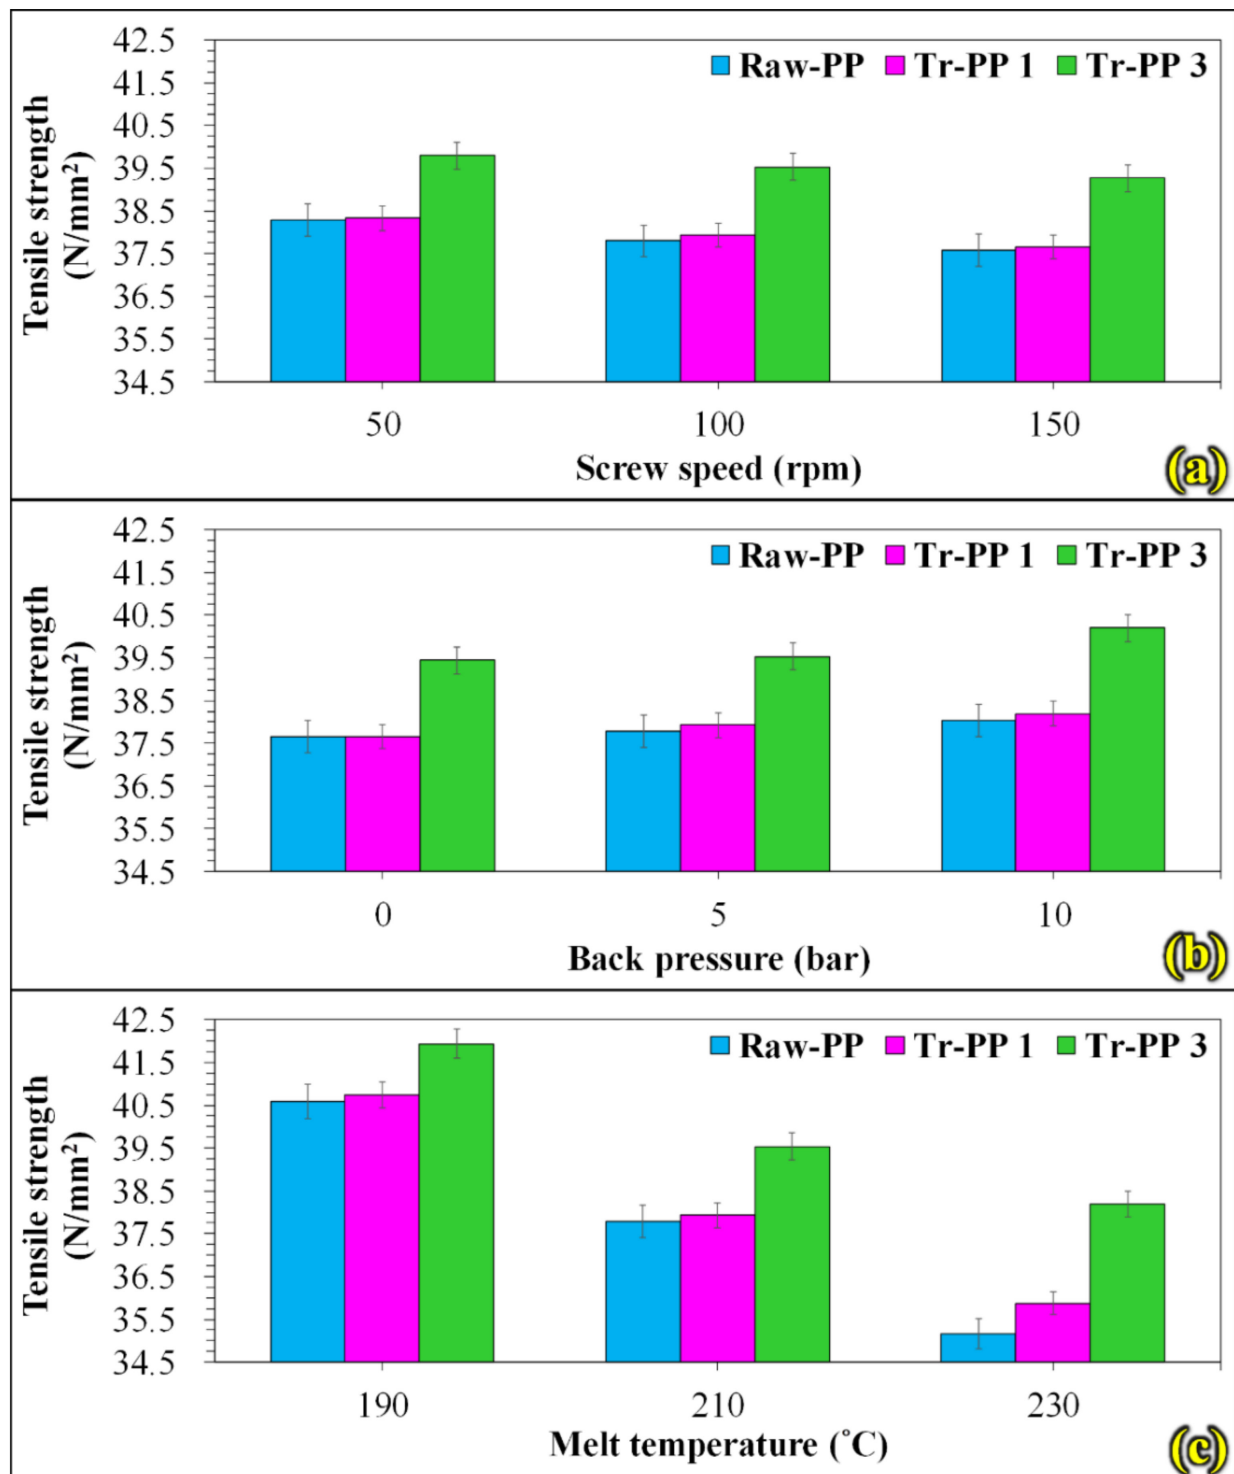 42.5
41.5
40.5
39.5
38.5
37.5
36.5
35.5
34.5
Tensile strength
(N/mm²)
Raw-PP Tr-PP 1 Tr-PP 3
50 100 150
Screw speed (rpm)
(a)
42.5
41.5
40.5
39.5
38.5
37.5
36.5
35.5
34.5
Tensile strength
(N/mm²)
Raw-PP Tr-PP 1 Tr-PP 3
0 5 10
Back pressure (bar)
(b)
42.5
41.5
40.5
39.5
38.5
37.5
36.5
35.5
34.5
Tensile strength
(N/mm²)
Raw-PP Tr-PP 1 Tr-PP 3
190 210 230
Melt temperature (˚C)
(c)